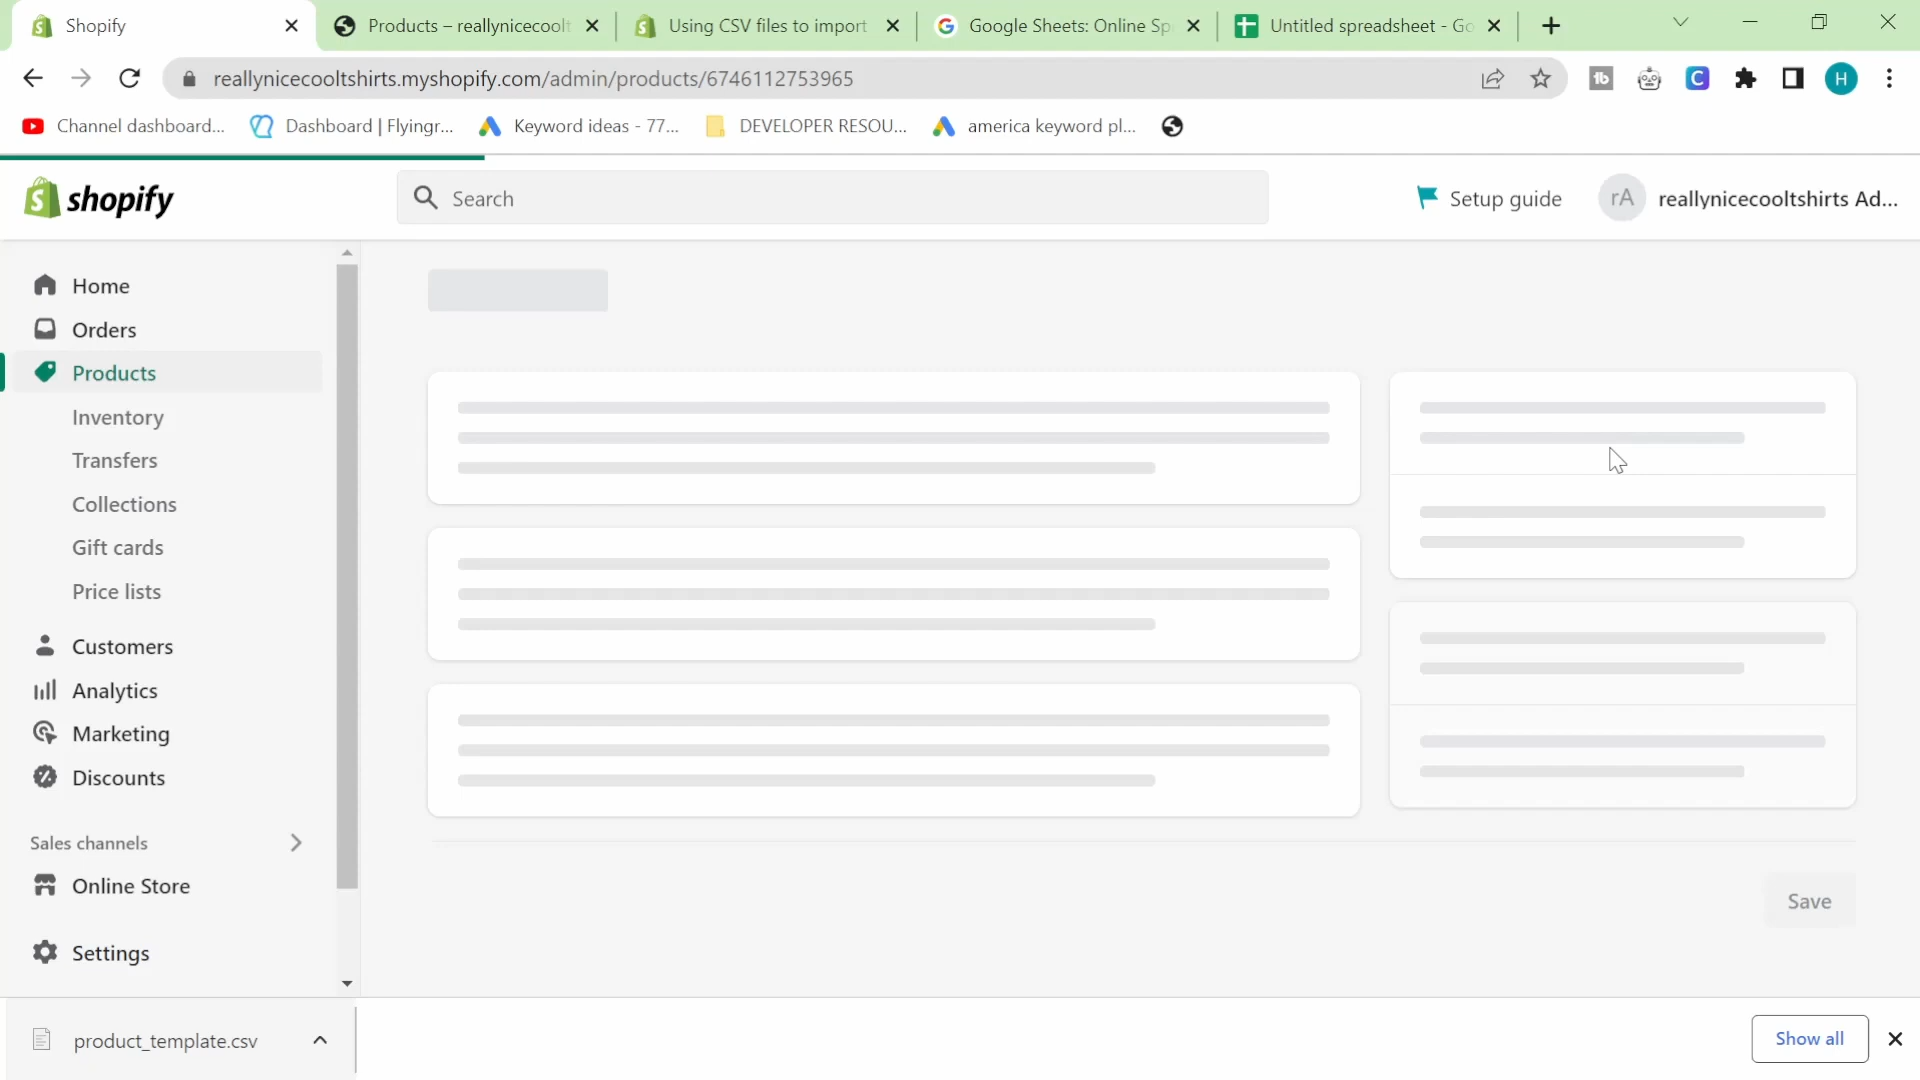 Shopify
Products – reallynicecoolt
Using CSV files to import
Google Sheets: Online Sp
Untitled spreadsheet - Go
reallynicecooltshirts.myshopify.com/admin/products/6746112753965
tb
C
H
Channel dashboard...
Dashboard | Flyingr...
Keyword ideas - 77...
DEVELOPER RESOU...
america keyword pl...
shopify
Search
Setup guide
rA
reallynicecooltshirts Ad...
Home
Orders
Products
Inventory
Transfers
Collections
Gift cards
Price lists
Customers
Analytics
Marketing
Discounts
Sales channels
Online Store
Settings
Save
product_template.csv
Show all